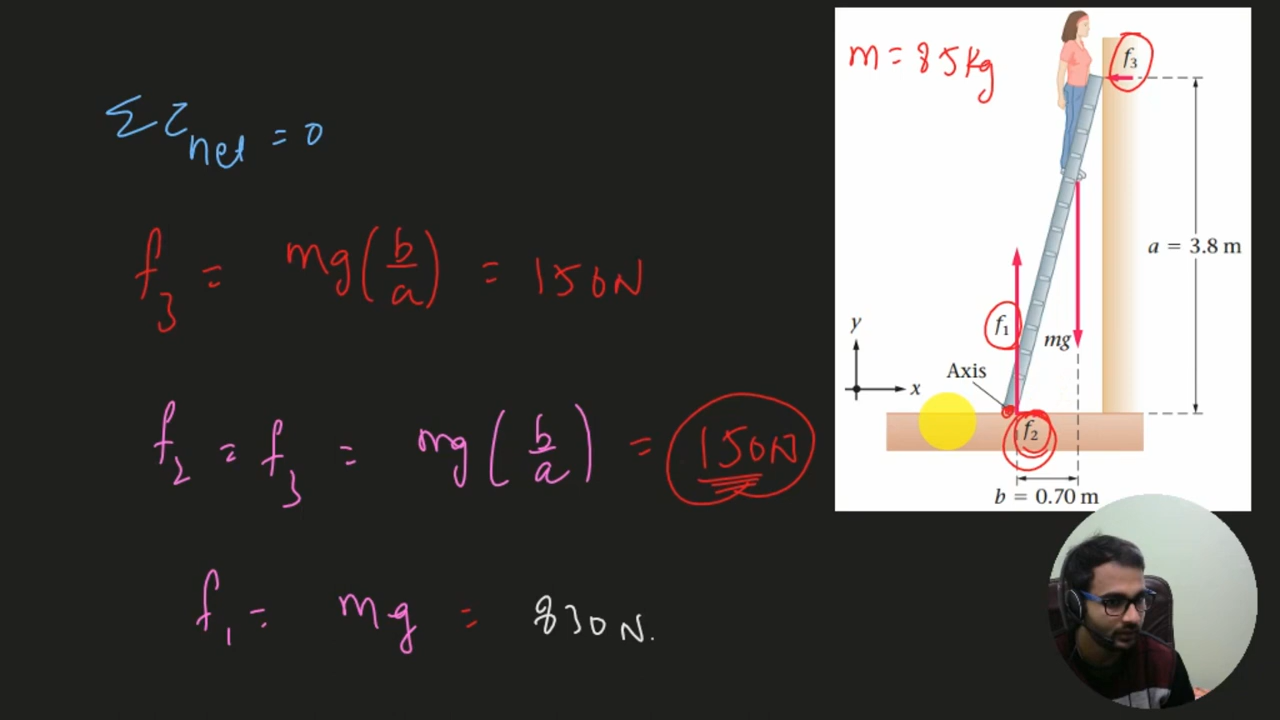 Στnet = 0
f3 = mg(b/a) = 150N
f2 = f3 = mg(b/a) = 150N
f1 = mg = 830N.
m = 85kg
f3
a = 3.8 m
f1
mg
y
x
Axis
f2
b = 0.70 m